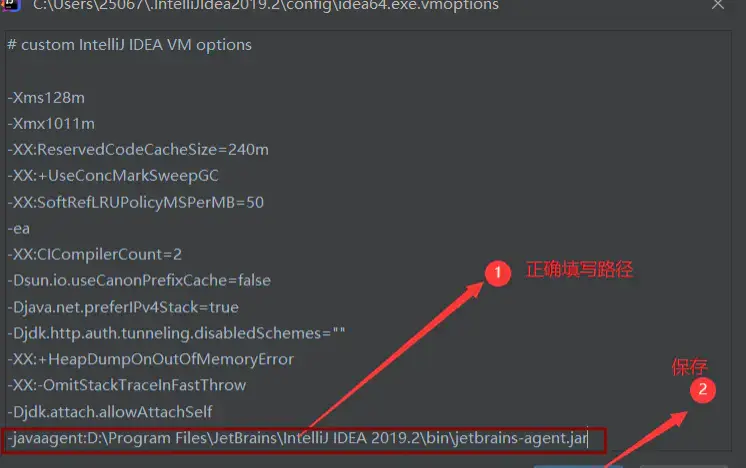 C:\Users\25067\.IntelliJIdea2019.2\config\idea64.exe.vmoptions
# custom IntelliJ IDEA VM options
-Xms128m
-Xmx1011m
-XX:ReservedCodeCacheSize=240m
-XX:+UseConcMarkSweepGC
-XX:SoftRefLRUPolicyMSPerMB=50
-ea
-XX:CICompilerCount=2
-Dsun.io.useCanonPrefixCache=false
1 正确填写路径
-Djava.net.preferIPv4Stack=true
-Djdk.http.auth.tunneling.disabledSchemes=""
-XX:+HeapDumpOnOutOfMemoryError
-XX:-OmitStackTraceInFastThrow
保存
2
-Djdk.attach.allowAttachSelf
-javaagent:D:\Program Files\JetBrains\IntelliJ IDEA 2019.2\bin\jetbrains-agent.jar